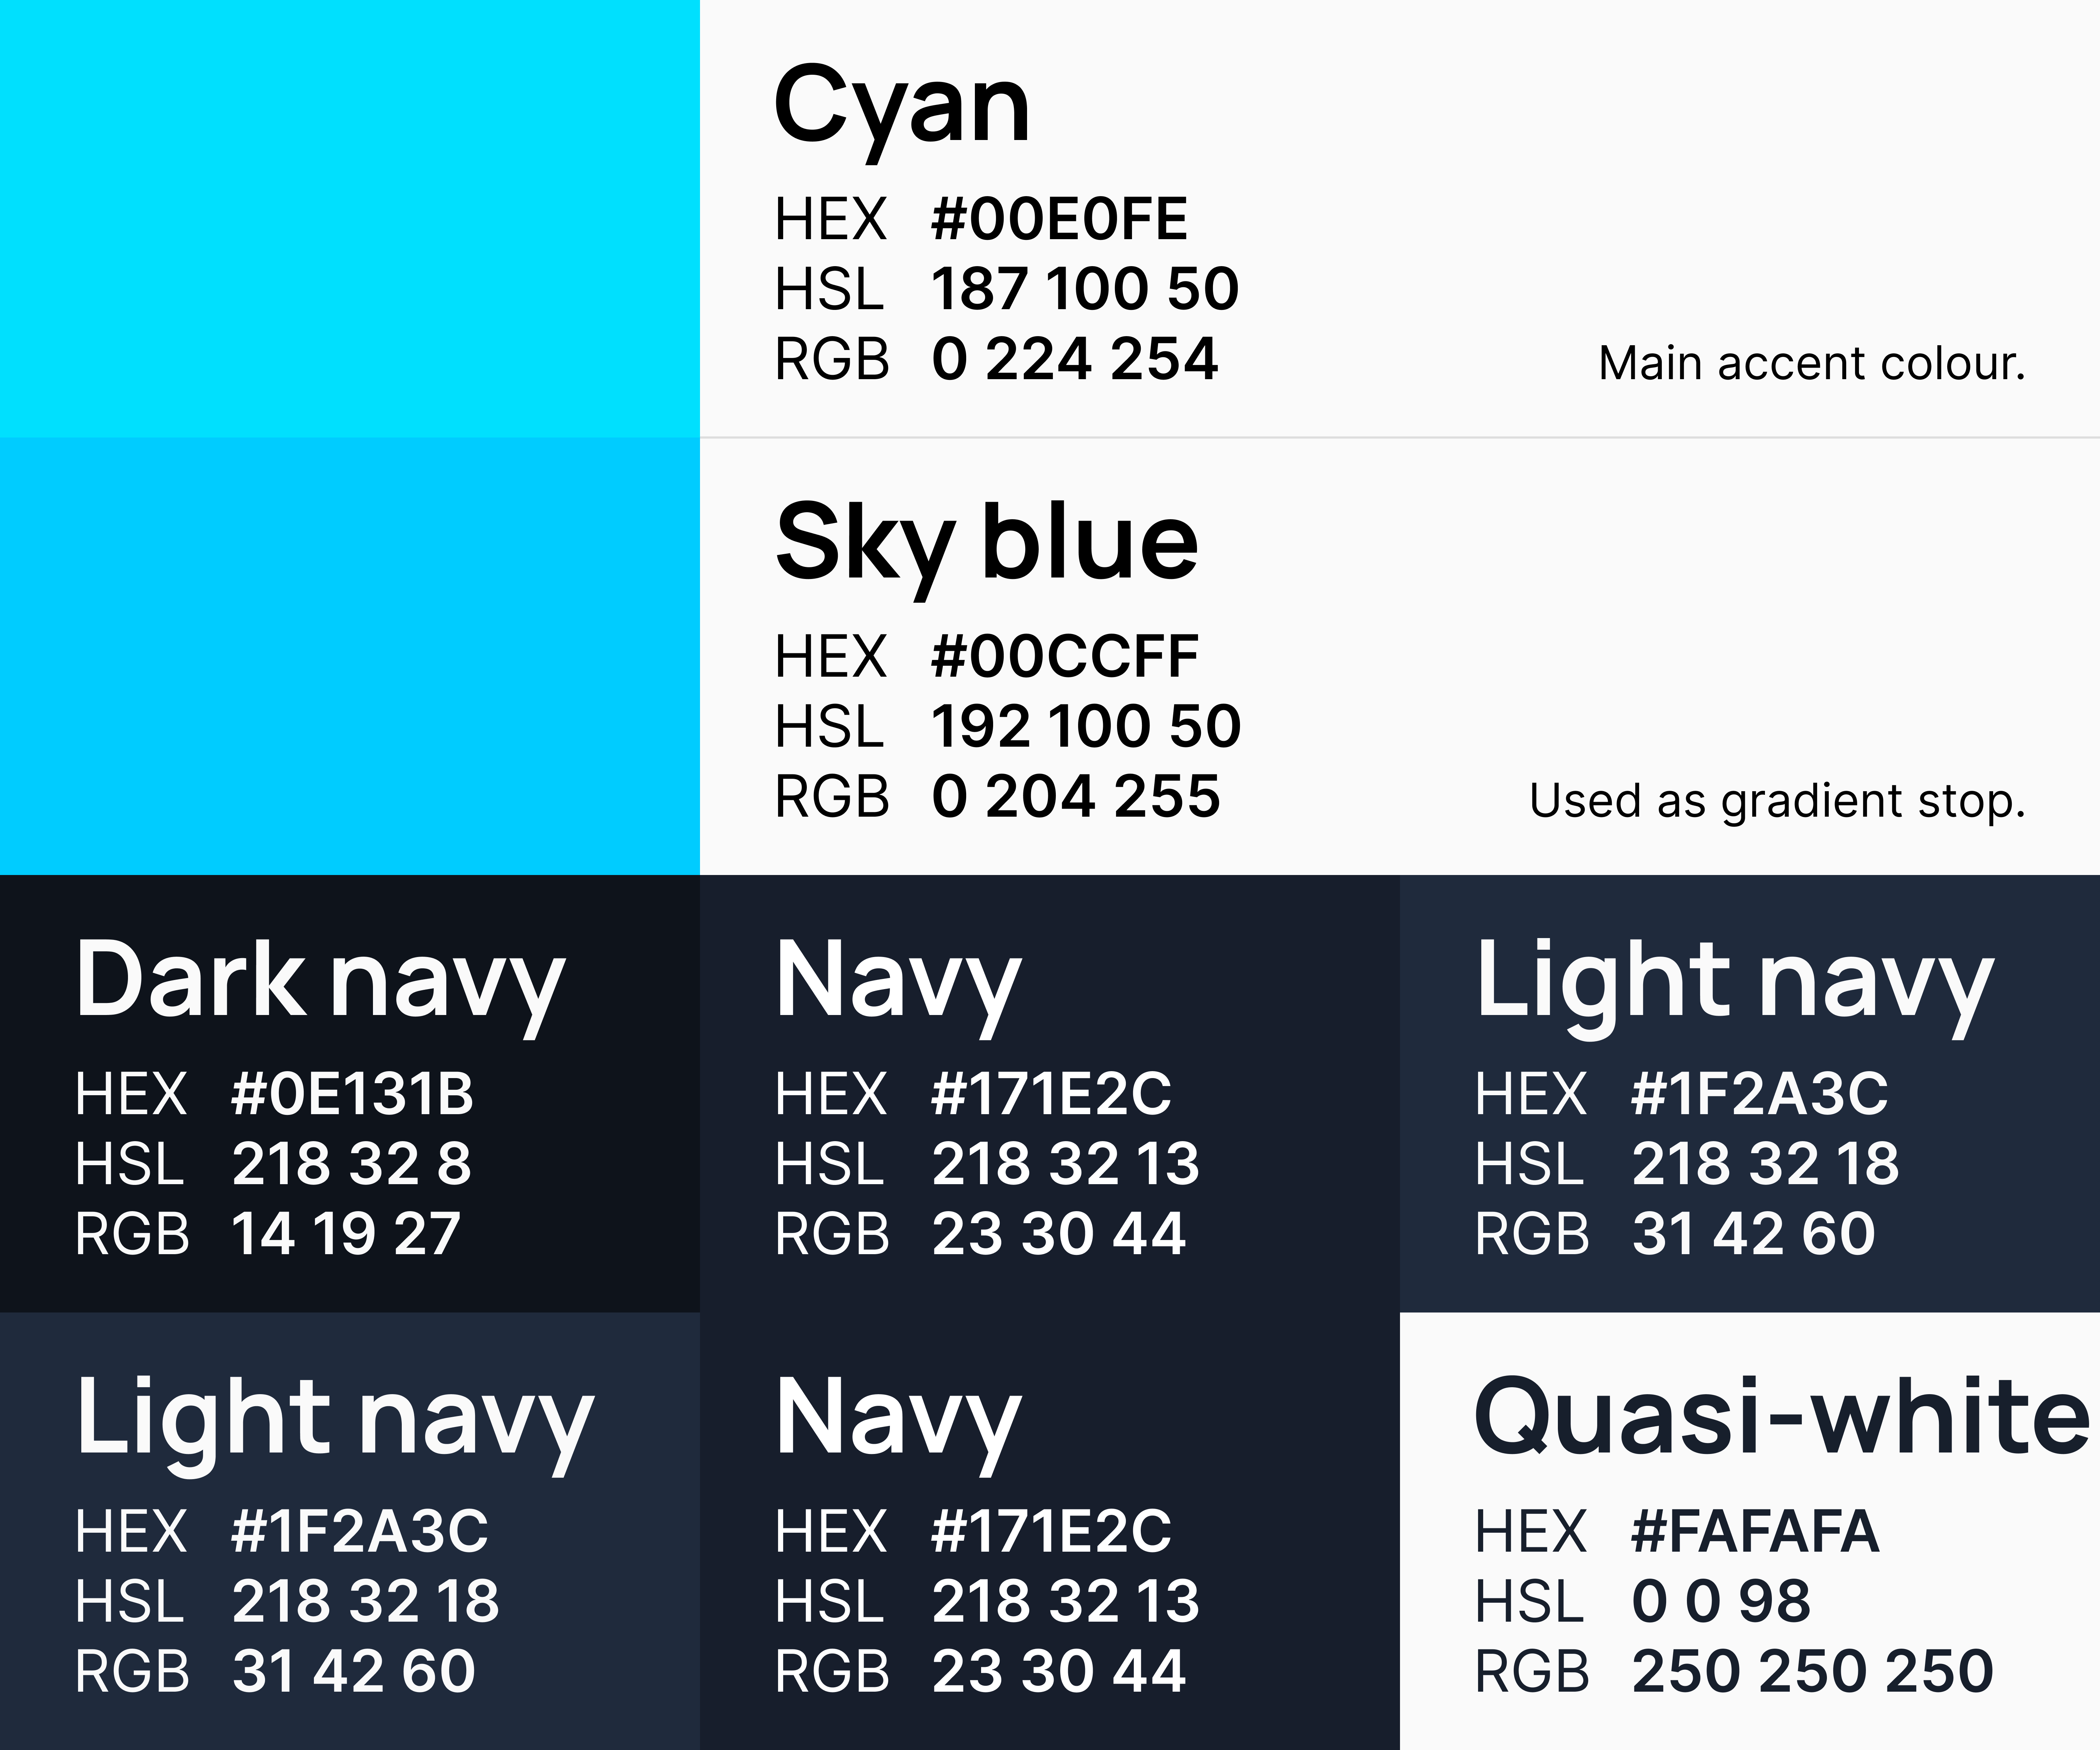 Cyan
HEX #00E0FE
HSL 187 100 50
RGB 0 224 254
Main accent colour.
Sky blue
HEX #00CCFF
HSL 192 100 50
RGB 0 204 255
Used as gradient stop.
Dark navy
HEX #0E131B
HSL 218 32 8
RGB 14 19 27
Navy
HEX #171E2C
HSL 218 32 13
RGB 23 30 44
Light navy
HEX #1F2A3C
HSL 218 32 18
RGB 31 42 60
Light navy
HEX #1F2A3C
HSL 218 32 18
RGB 31 42 60
Navy
HEX #171E2C
HSL 218 32 13
RGB 23 30 44
Quasi-white
HEX #FAFAFA
HSL 0 0 98
RGB 250 250 250